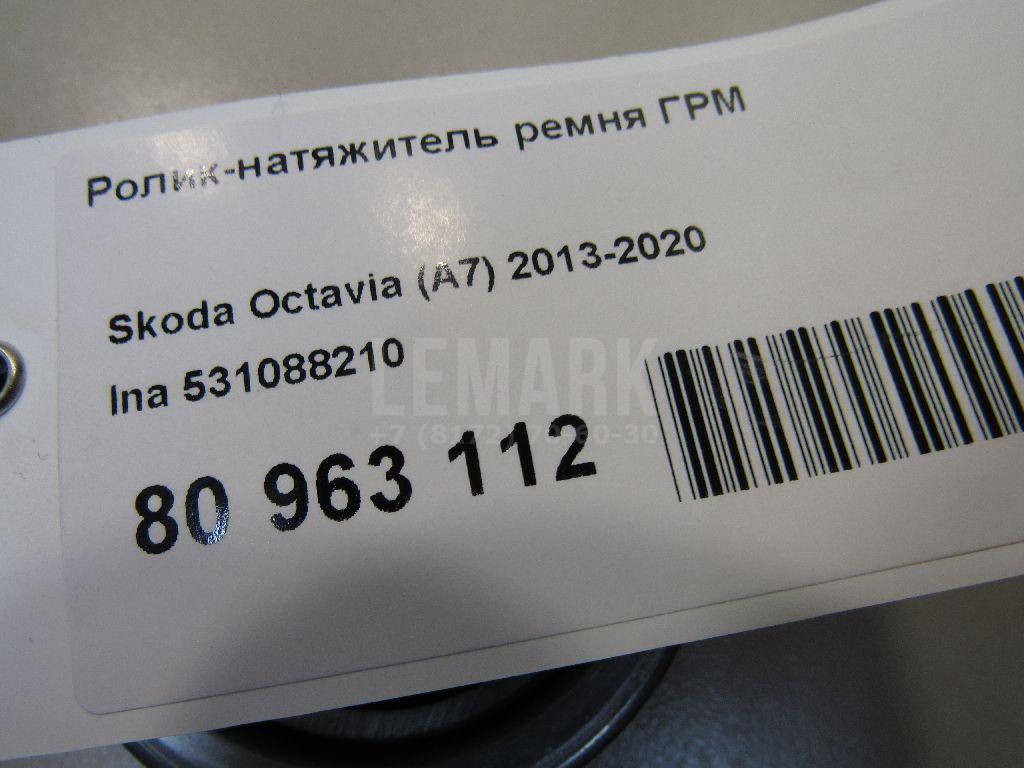 Ролик-натяжитель ремня ГРМ
Skoda Octavia (A7) 2013-2020
Ina 531088210
LEMARK
80 963 112